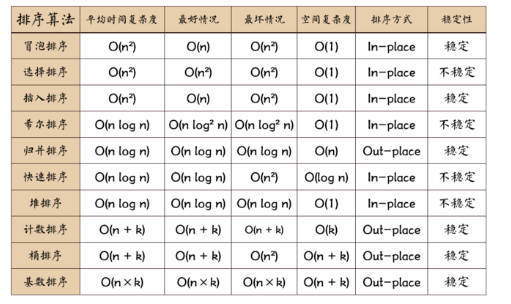 排序算法 平均时间复杂度 最好情况 最坏情况 空间复杂度 排序方式 稳定性
冒泡排序 O(n²) O(n) O(n²) O(1) In-place 稳定
选择排序 O(n²) O(n²) O(n²) O(1) In-place 不稳定
插入排序 O(n²) O(n) O(n²) O(1) In-place 稳定
希尔排序 O(n log n) O(n log² n) O(n log² n) O(1) In-place 不稳定
归并排序 O(n log n) O(n log n) O(n log n) O(n) Out-place 稳定
快速排序 O(n log n) O(n log n) O(n²) O(log n) In-place 不稳定
堆排序 O(n log n) O(n log n) O(n log n) O(1) In-place 不稳定
计数排序 O(n + k) O(n + k) O(n + k) O(k) Out-place 稳定
桶排序 O(n + k) O(n + k) O(n²) O(n + k) Out-place 稳定
基数排序 O(n×k) O(n×k) O(n×k) O(n + k) Out-place 稳定